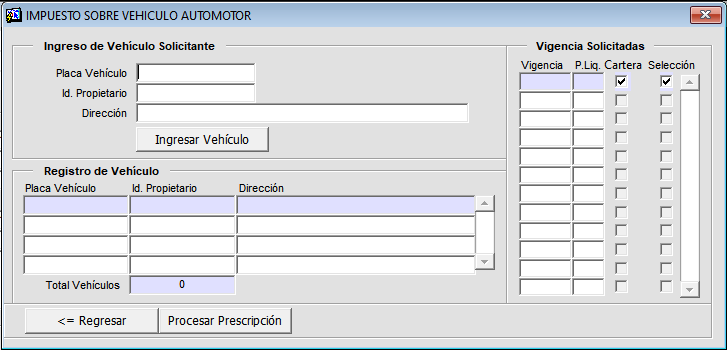 IMPUESTO SOBRE VEHICULO AUTOMOTOR
Ingreso de Vehículo Solicitante
Placa Vehículo
Id. Propietario
Dirección
Ingresar Vehículo
Registro de Vehículo
Placa Vehículo Id. Propietario Dirección
Total Vehículos 0
<= Regresar Procesar Prescripción
Vigencia Solicitadas
Vigencia P.Liq. Cartera Selección